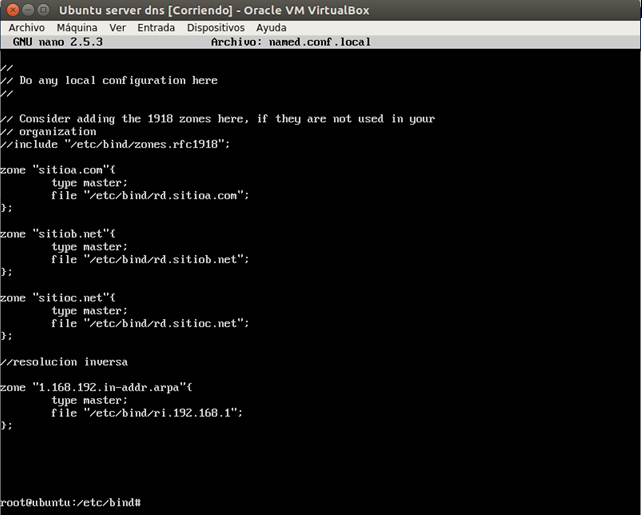 Ubuntu server dns [Corriendo] - Oracle VM VirtualBox
Archivo Máquina Ver Entrada Dispositivos Ayuda
GNU nano 2.5.3 Archivo: named.conf.local
//
// Do any local configuration here
//
// Consider adding the 1918 zones here, if they are not used in your
// organization
//include "/etc/bind/zones.rfc1918";
zone "sitioa.com"{
type master;
file "/etc/bind/rd.sitioa.com";
};
zone "sitiob.net"{
type master;
file "/etc/bind/rd.sitiob.net";
};
zone "sitioc.net"{
type master;
file "/etc/bind/rd.sitioc.net";
};
//resolucion inversa
zone "1.168.192.in-addr.arpa"{
type master;
file "/etc/bind/ri.192.168.1";
};
root@ubuntu:/etc/bind#